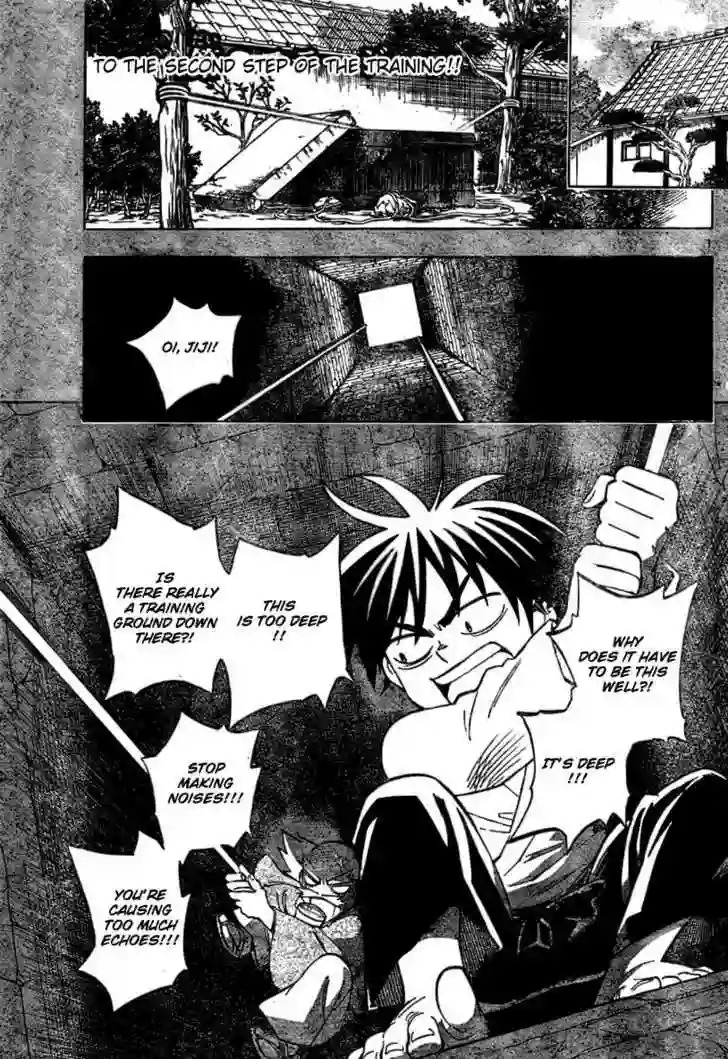 TO THE SECOND STEP OF THE TRAINING!!
OI, JIJI!
WHY
DOES IT HAVE
TO BE THIS
WELL?!
IT'S DEEP
!!!
THIS
IS TOO DEEP
!!
IS
THERE REALLY
A TRAINING
GROUND DOWN
THERE?!
STOP
MAKING
NOISES!!!
YOU'RE
CAUSING
TOO MUCH
ECHOES!!!